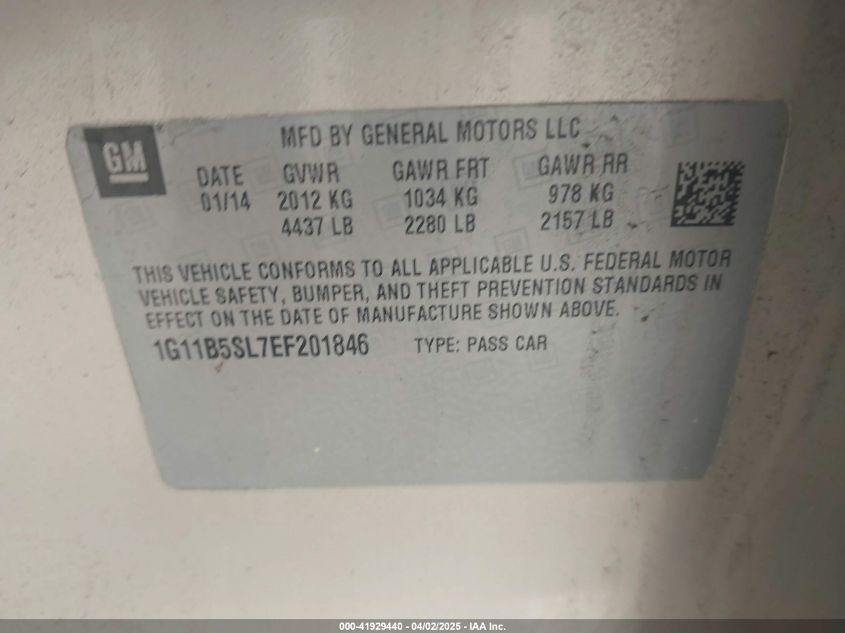 GM
MFD BY GENERAL MOTORS LLC
DATE GVWR GAWR FRT GAWR RR
01/14 2012 KG 1034 KG 978 KG
4437 LB 2280 LB 2157 LB
THIS VEHICLE CONFORMS TO ALL APPLICABLE U.S. FEDERAL MOTOR
VEHICLE SAFETY, BUMPER, AND THEFT PREVENTION STANDARDS IN
EFFECT ON THE DATE OF MANUFACTURE SHOWN ABOVE.
1G11B5SL7EF201846 TYPE: PASS CAR
000-41929440 - 04/02/2025 - IAA Inc.